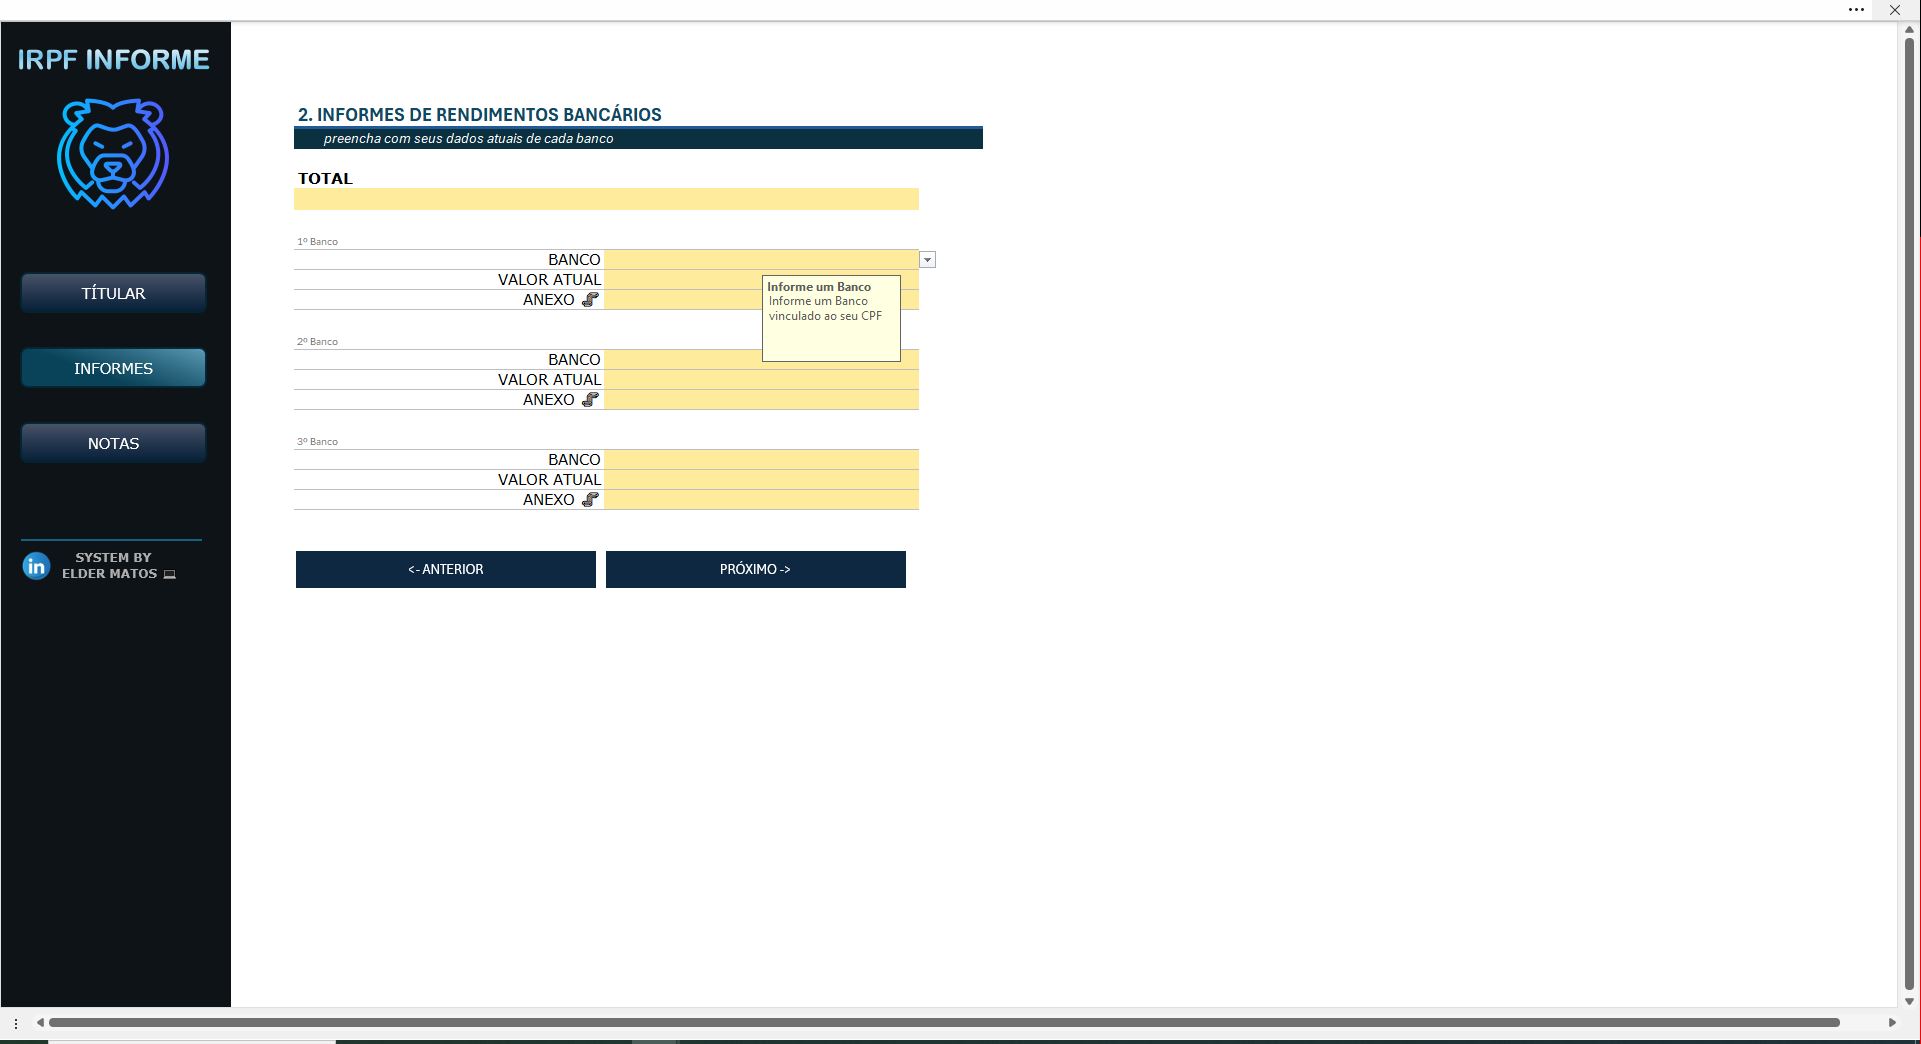 IRPF INFORME
TÍTULAR
INFORMES
NOTAS
in
SYSTEM BY
ELDER MATOS
2. INFORMES DE RENDIMENTOS BANCÁRIOS
preencha com seus dados atuais de cada banco
TOTAL
1º Banco
BANCO
VALOR ATUAL
ANEXO
Informe um Banco
Informe um Banco
vinculado ao seu CPF
2º Banco
BANCO
VALOR ATUAL
ANEXO
3º Banco
BANCO
VALOR ATUAL
ANEXO
<- ANTERIOR
PRÓXIMO ->